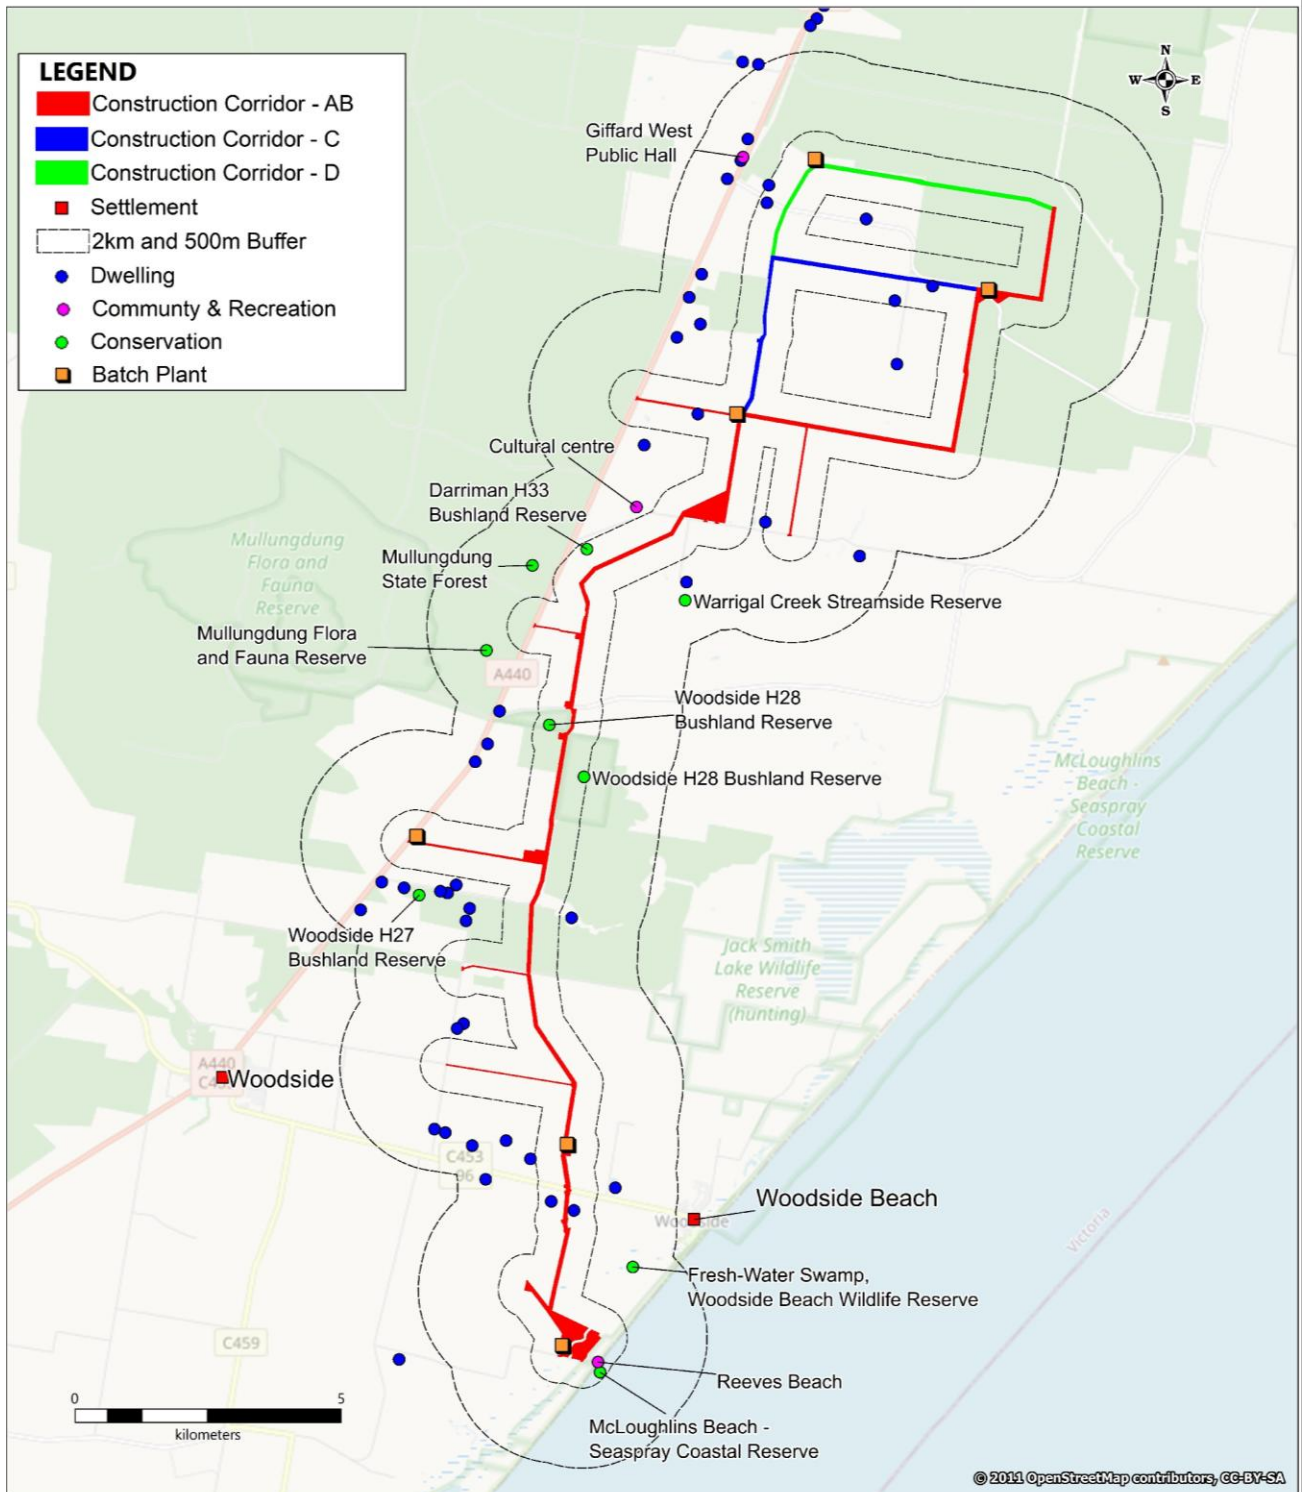 LEGEND
Construction Corridor - AB
Construction Corridor - C
Construction Corridor - D
Settlement
2km and 500m Buffer
Dwelling
Communty & Recreation
Conservation
Batch Plant
N
W E
S
Giffard West
Public Hall
Cultural centre
Darriman H33
Bushland Reserve
Mullungdung
Flora and
Fauna
Reserve
Mullungdung
State Forest
Warrigal Creek Streamside Reserve
Mullungdung Flora
and Fauna Reserve
A440
Woodside H28
Bushland Reserve
Woodside H28 Bushland Reserve
McLoughlins
Beach -
Seaspray
Coastal
Reserve
Woodside H27
Bushland Reserve
Jack Smith
Lake Wildlife
Reserve
(hunting)
A440
Woodside
C453
96
Woodside Beach
Victoria
Fresh-Water Swamp,
Woodside Beach Wildlife Reserve
C459
Reeves Beach
0 5
kilometers
McLoughlins Beach -
Seaspray Coastal Reserve
© 2011 OpenStreetMap contributors, CC-BY-SA